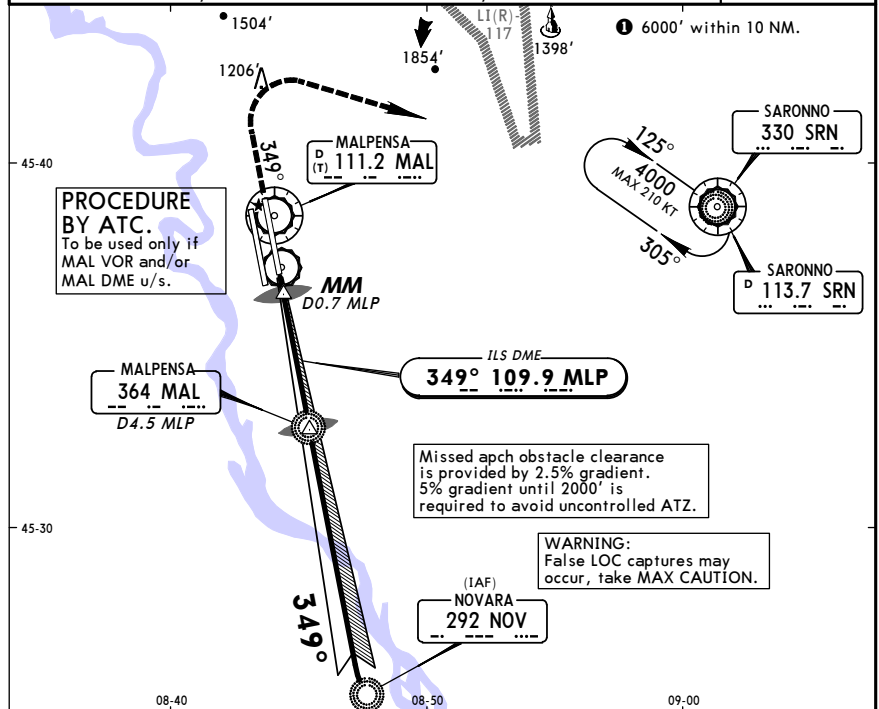 1504'
1854'
LI(R)-
117
1398'
1 6000' within 10 NM.
1206'
349°
MALPENSA
D
(T) 111.2 MAL
125°
4000
MAX 210 KT
305°
SARONNO
330 SRN
45-40
PROCEDURE
BY ATC.
To be used only if
MAL VOR and/or
MAL DME u/s.
MM
D0.7 MLP
SARONNO
D 113.7 SRN
MALPENSA
364 MAL
D4.5 MLP
ILS DME
349° 109.9 MLP
Missed apch obstacle clearance
is provided by 2.5% gradient.
5% gradient until 2000' is
required to avoid uncontrolled ATZ.
45-30
WARNING:
False LOC captures may
occur, take MAX CAUTION.
(IAF)
NOVARA
292 NOV
349°
08-40
08-50
09-00